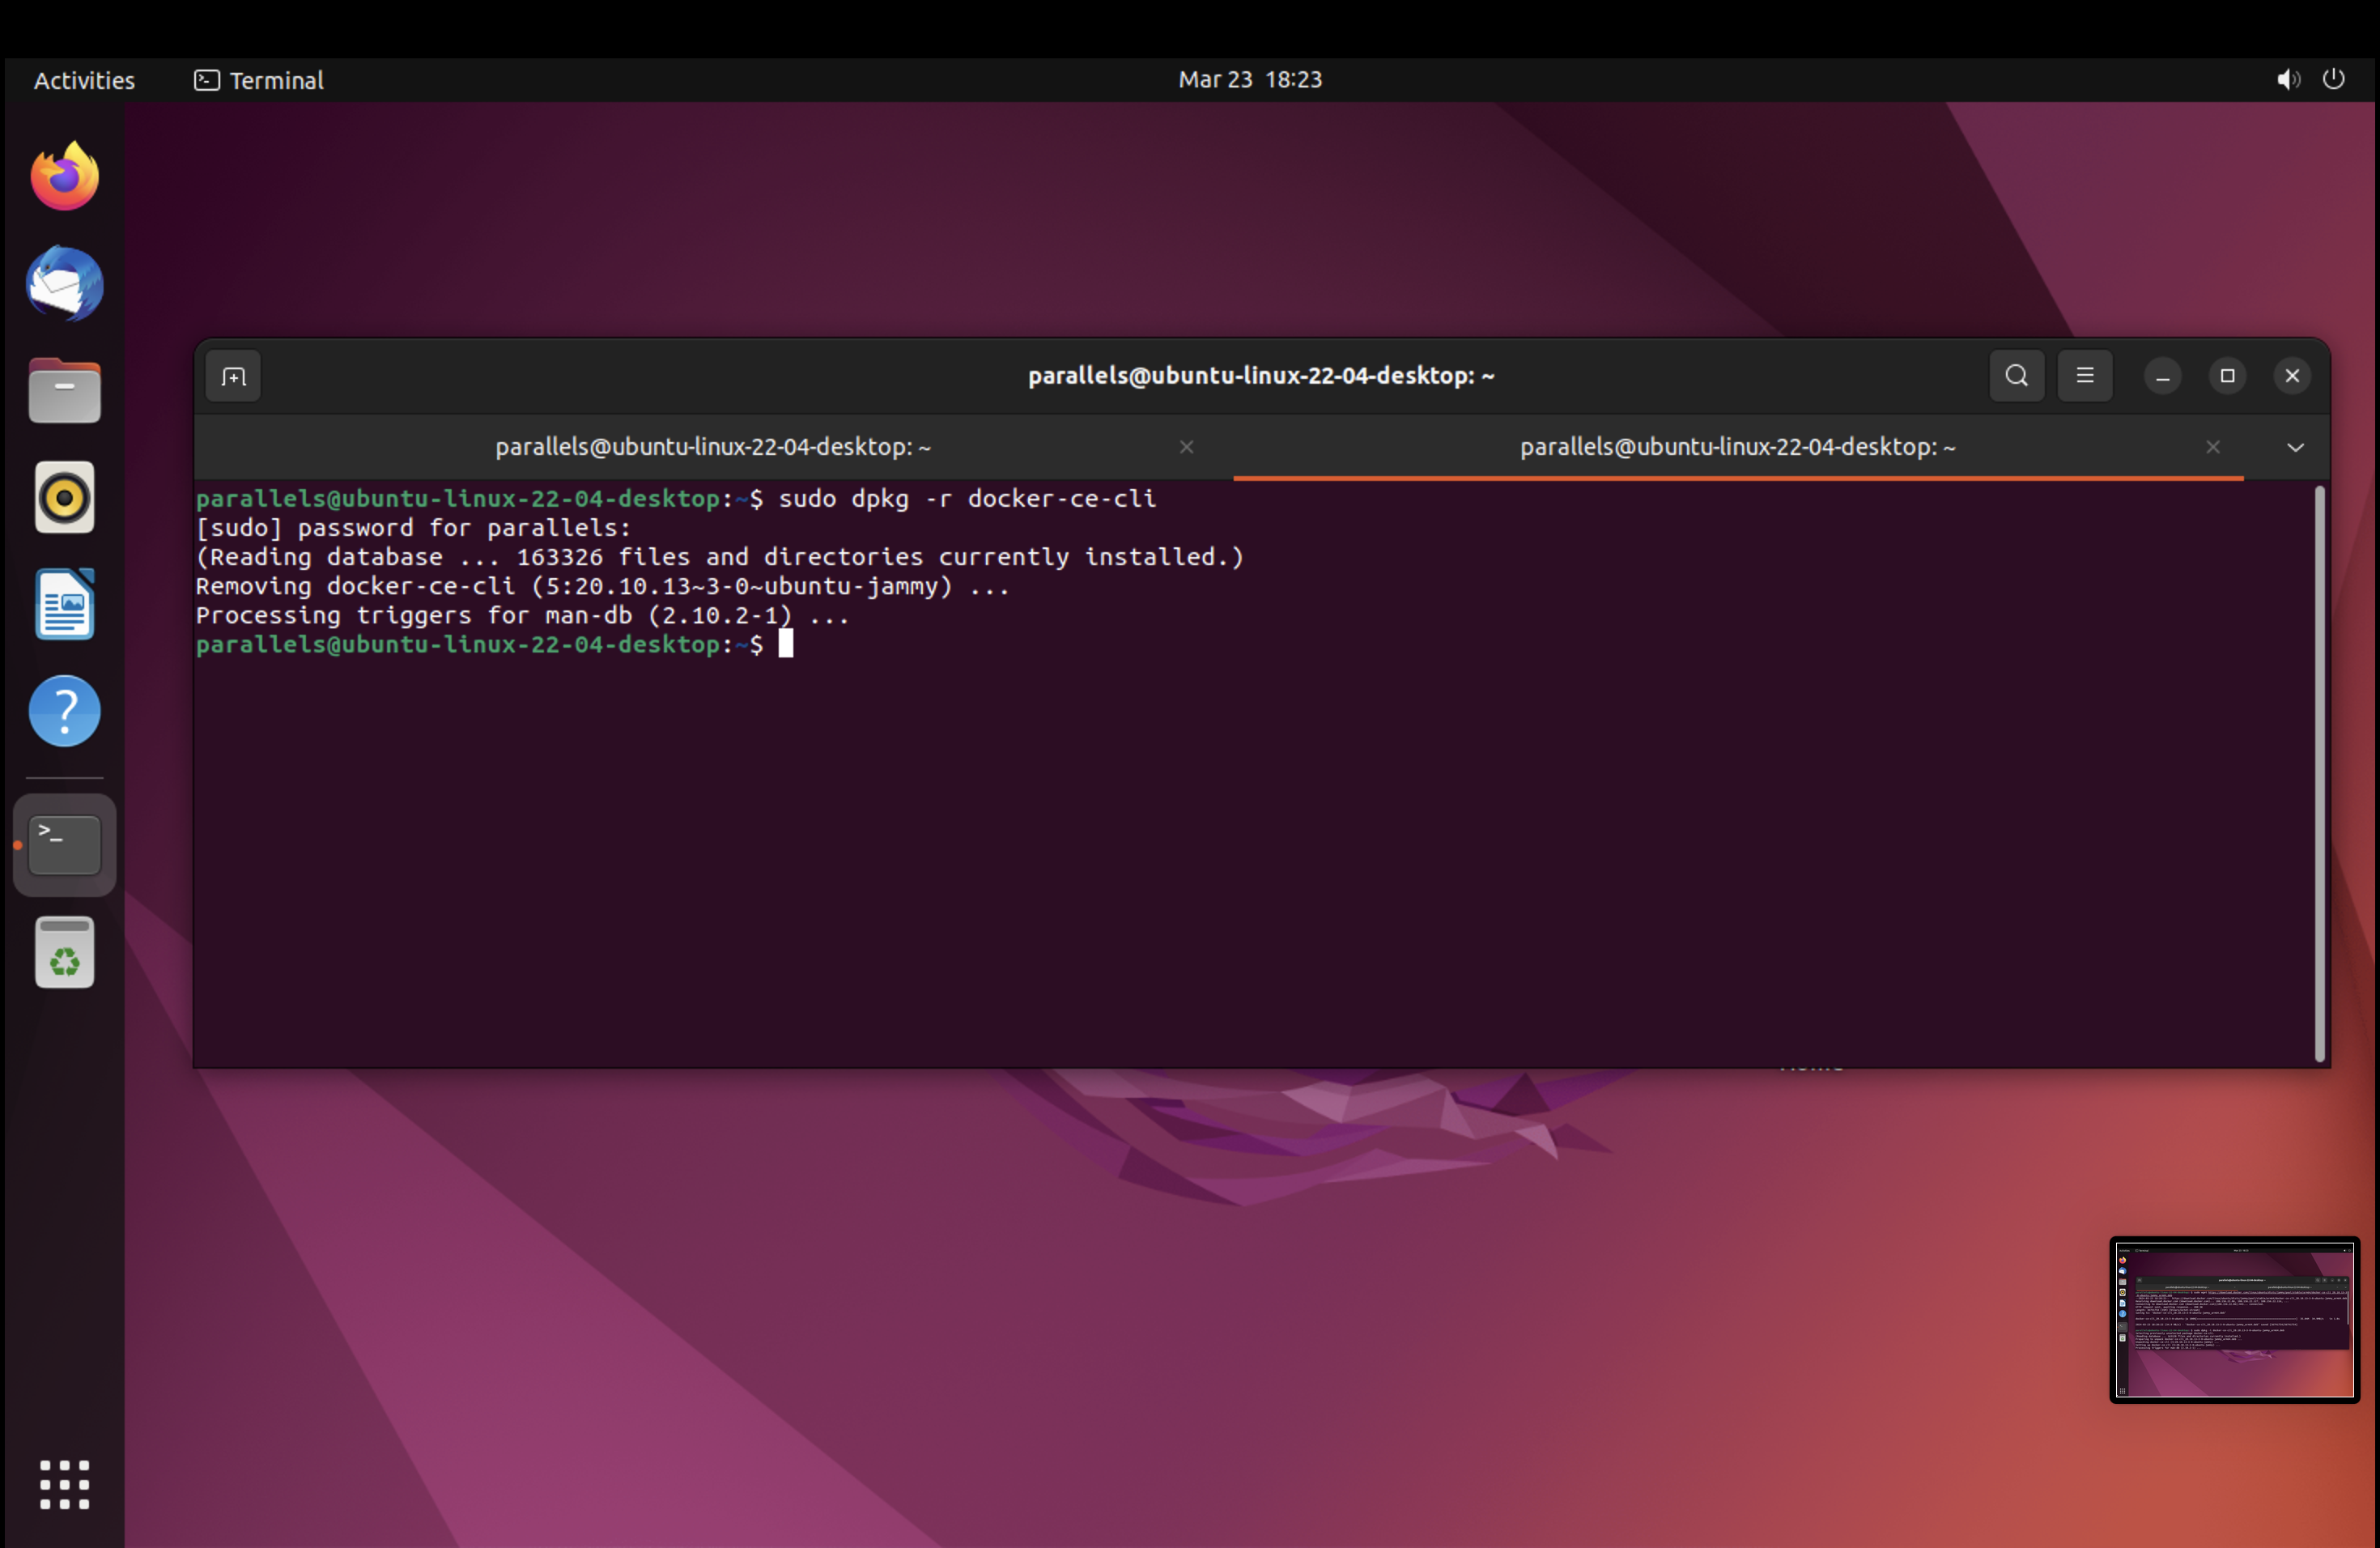 Activities
Terminal
Mar 23 18:23
parallels@ubuntu-linux-22-04-desktop: ~
parallels@ubuntu-linux-22-04-desktop: ~
parallels@ubuntu-linux-22-04-desktop: ~
parallels@ubuntu-linux-22-04-desktop:~$ sudo dpkg -r docker-ce-cli
[sudo] password for parallels:
(Reading database ... 163326 files and directories currently installed.)
Removing docker-ce-cli (5:20.10.13~3-0~ubuntu-jammy) ...
Processing triggers for man-db (2.10.2-1) ...
parallels@ubuntu-linux-22-04-desktop:~$